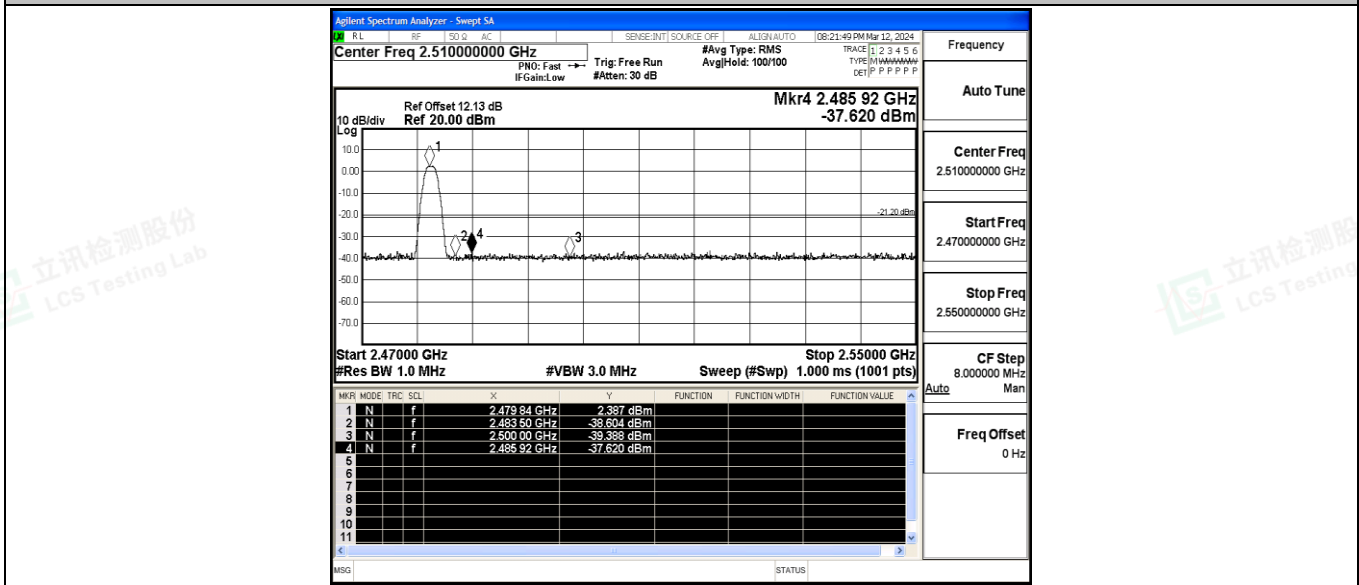 Agilent Spectrum Analyzer - Swept SA
RL RF 50 Ω AC SENSE:INT SOURCE OFF ALIGN AUTO 08:21:49 PM Mar 12, 2024
Center Freq 2.510000000 GHz
PNO: Fast
IFGain:Low
Trig: Free Run
#Atten: 30 dB
#Avg Type: RMS
Avg|Hold: 100/100
TRACE 1 2 3 4 5 6
TYPE M W W W W W
DET P P P P P P
Frequency
Auto Tune
Center Freq
2.510000000 GHz
Start Freq
2.470000000 GHz
Stop Freq
2.550000000 GHz
CF Step
8.000000 MHz
Auto Man
Freq Offset
0 Hz
Mkr4 2.485 92 GHz
-37.620 dBm
Ref Offset 12.13 dB
10 dB/div Ref 20.00 dBm
Log
10.0
0.00
-10.0
-20.0
-30.0
-40.0
-50.0
-60.0
-70.0
1
2
4
3
-21.20 dBm
Start 2.47000 GHz Stop 2.55000 GHz
#Res BW 1.0 MHz #VBW 3.0 MHz Sweep (#Swp) 1.000 ms (1001 pts)
MKR MODE TRC SCL X Y FUNCTION FUNCTION WIDTH FUNCTION VALUE
1 N f 2.479 84 GHz 2.387 dBm
2 N f 2.483 50 GHz -38.604 dBm
3 N f 2.500 00 GHz -39.388 dBm
4 N f 2.485 92 GHz -37.620 dBm
5
6
7
8
9
10
11
MSG STATUS
立讯检测股份
LCS Testing Lab
立讯检测股
LCS Testing